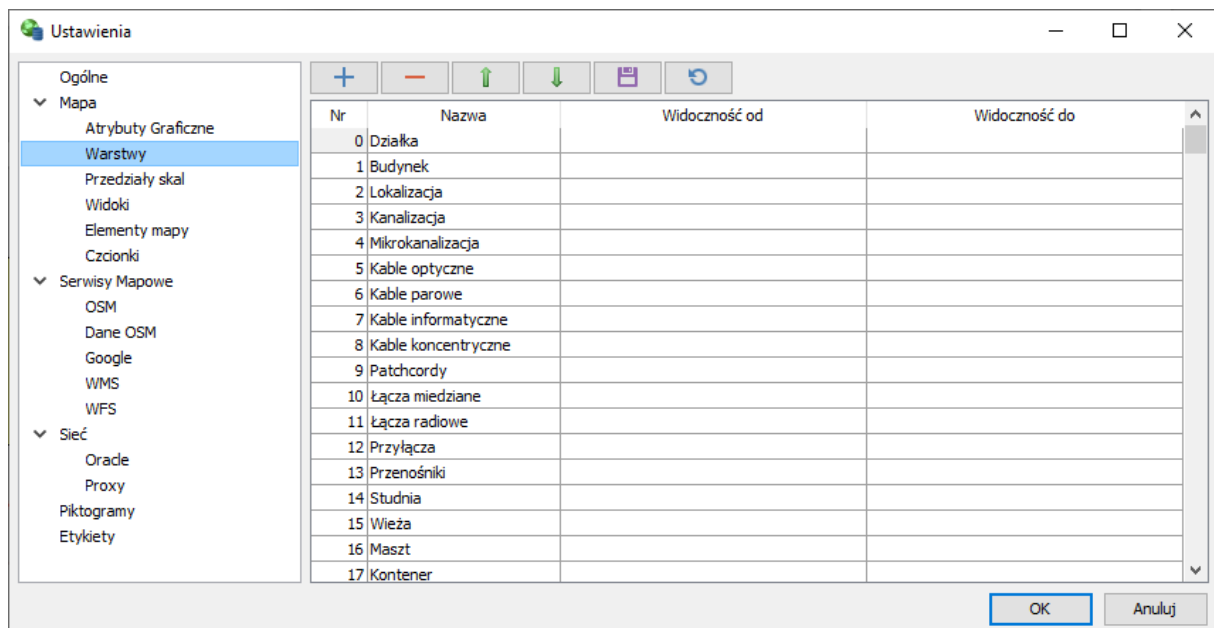 Ustawienia
Ogólne
Mapa
Atrybuty Graficzne
Warstwy
Przedziały skal
Widoki
Elementy mapy
Czcionki
Serwisy Mapowe
OSM
Dane OSM
Google
WMS
WFS
Sieć
Oracle
Proxy
Piktogramy
Etykiety
Nr Nazwa Widoczność od Widoczność do
0 Działka
1 Budynek
2 Lokalizacja
3 Kanalizacja
4 Mikrokanalizacja
5 Kable optyczne
6 Kable parowe
7 Kable informatyczne
8 Kable koncentryczne
9 Patchcordy
10 Łącza miedziane
11 Łącza radiowe
12 Przyłącza
13 Przenośniki
14 Studnia
15 Wieża
16 Maszt
17 Kontener
OK Anuluj